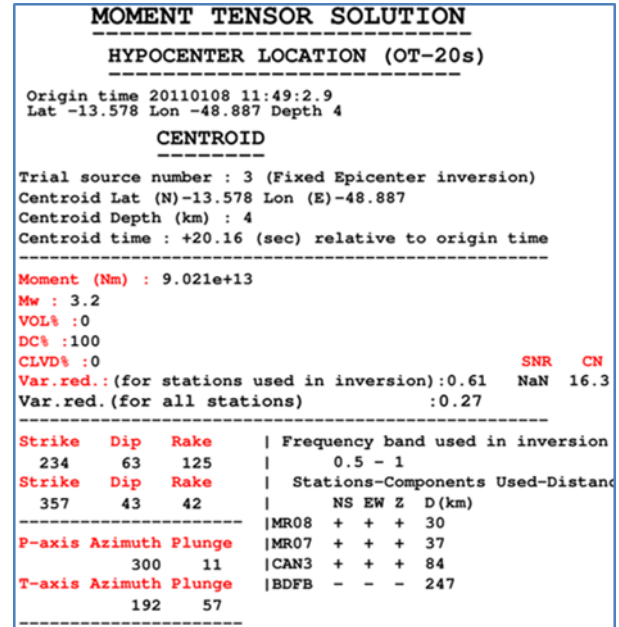 MOMENT TENSOR SOLUTION
HYPOCENTER LOCATION (OT-20s)
Origin time 20110108 11:49:2.9
Lat -13.578 Lon -48.887 Depth 4
CENTROID
Trial source number : 3 (Fixed Epicenter inversion)
Centroid Lat (N)-13.578 Lon (E)-48.887
Centroid Depth (km) : 4
Centroid time : +20.16 (sec) relative to origin time
Moment (Nm) : 9.021e+13
Mw : 3.2
VOL% :0
DC% :100
CLVD% :0 SNR CN
Var.red.:(for stations used in inversion):0.61 NaN 16.3
Var.red.(for all stations) :0.27
Strike Dip Rake | Frequency band used in inversion
234 63 125 | 0.5 - 1
Strike Dip Rake | Stations-Components Used-Distanc
357 43 42 | NS EW Z D(km)
|MR08 + + + 30
P-axis Azimuth Plunge |MR07 + + + 37
300 11 |CAN3 + + + 84
T-axis Azimuth Plunge |BDFB - - - 247
192 57